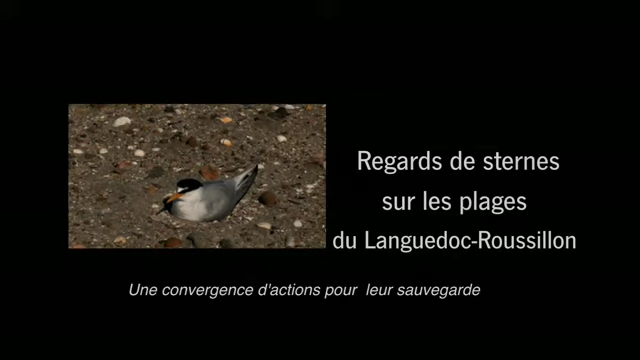 Regards de sternes
sur les plages
du Languedoc-Roussillon
Une convergence d'actions pour  leur sauvegarde